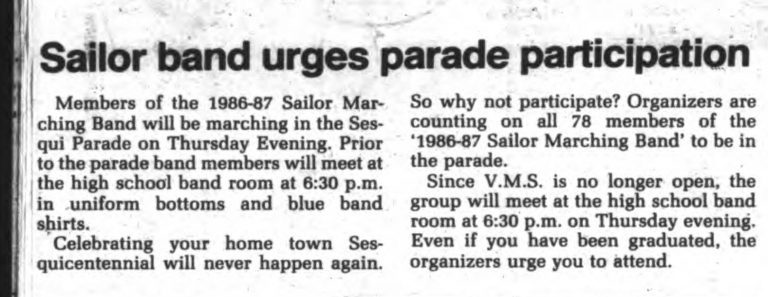 Sailor band urges parade participation
Members of the 1986-87 Sailor Mar-
ching Band will be marching in the Ses-
qui Parade on Thursday Evening. Prior
to the parade band members will meet at
the high school band room at 6:30 p.m.
in uniform bottoms and blue band
shirts.
Celebrating your home town Ses-
quicentennial will never happen again.
So why not participate? Organizers are
counting on all 78 members of the
'1986-87 Sailor Marching Band' to be in
the parade.
Since V.M.S. is no longer open, the
group will meet at the high school band
room at 6:30 p.m. on Thursday evening.
Even if you have been graduated, the
organizers urge you to attend.